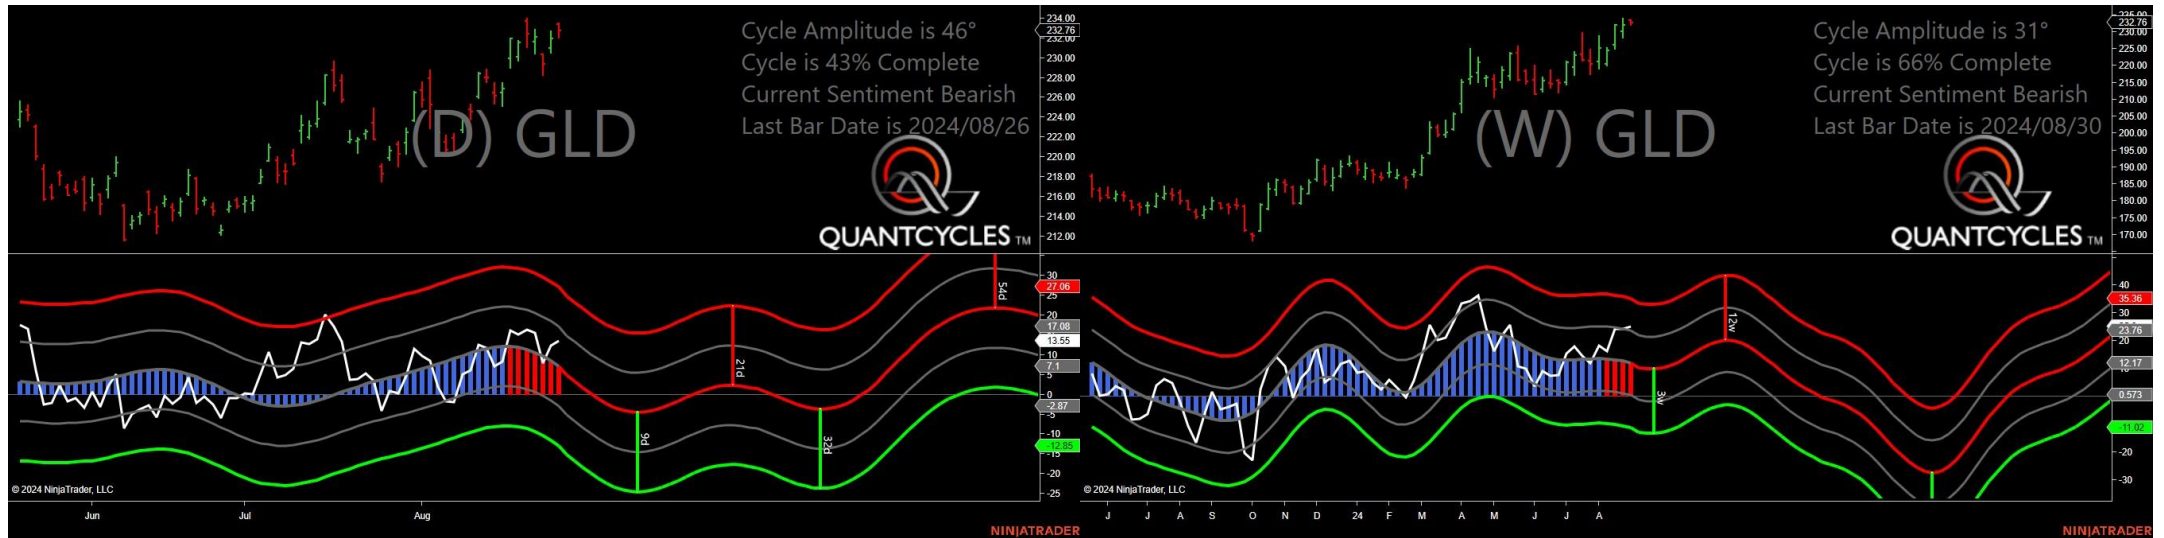 Cycle Amplitude is 46°
Cycle is 43% Complete
Current Sentiment Bearish
Last Bar Date is 2024/08/26
(D) GLD
QUANTCYCLES TM
234.00
232.76
232.00
230.00
228.00
226.00
224.00
222.00
220.00
218.00
216.00
214.00
212.00
30
27.06
25
20
17.08
13.55
10
7.1
5
0
-2.87
-5
-10
-12.85
-15
-20
-25
9d
21d
32d
54d
© 2024 NinjaTrader, LLC
Jun
Jul
Aug
NINJATRADER
Cycle Amplitude is 31°
Cycle is 66% Complete
Current Sentiment Bearish
Last Bar Date is 2024/08/30
(W) GLD
QUANTCYCLES TM
235.00
232.76
230.00
225.00
220.00
215.00
210.00
205.00
200.00
195.00
190.00
185.00
180.00
175.00
170.00
40
35.36
30
23.76
20
12.17
0.573
-11.02
-20
-30
3w
12w
© 2024 NinjaTrader, LLC
J
J
A
S
O
N
D
24
F
M
A
M
J
J
A
NINJATRADER